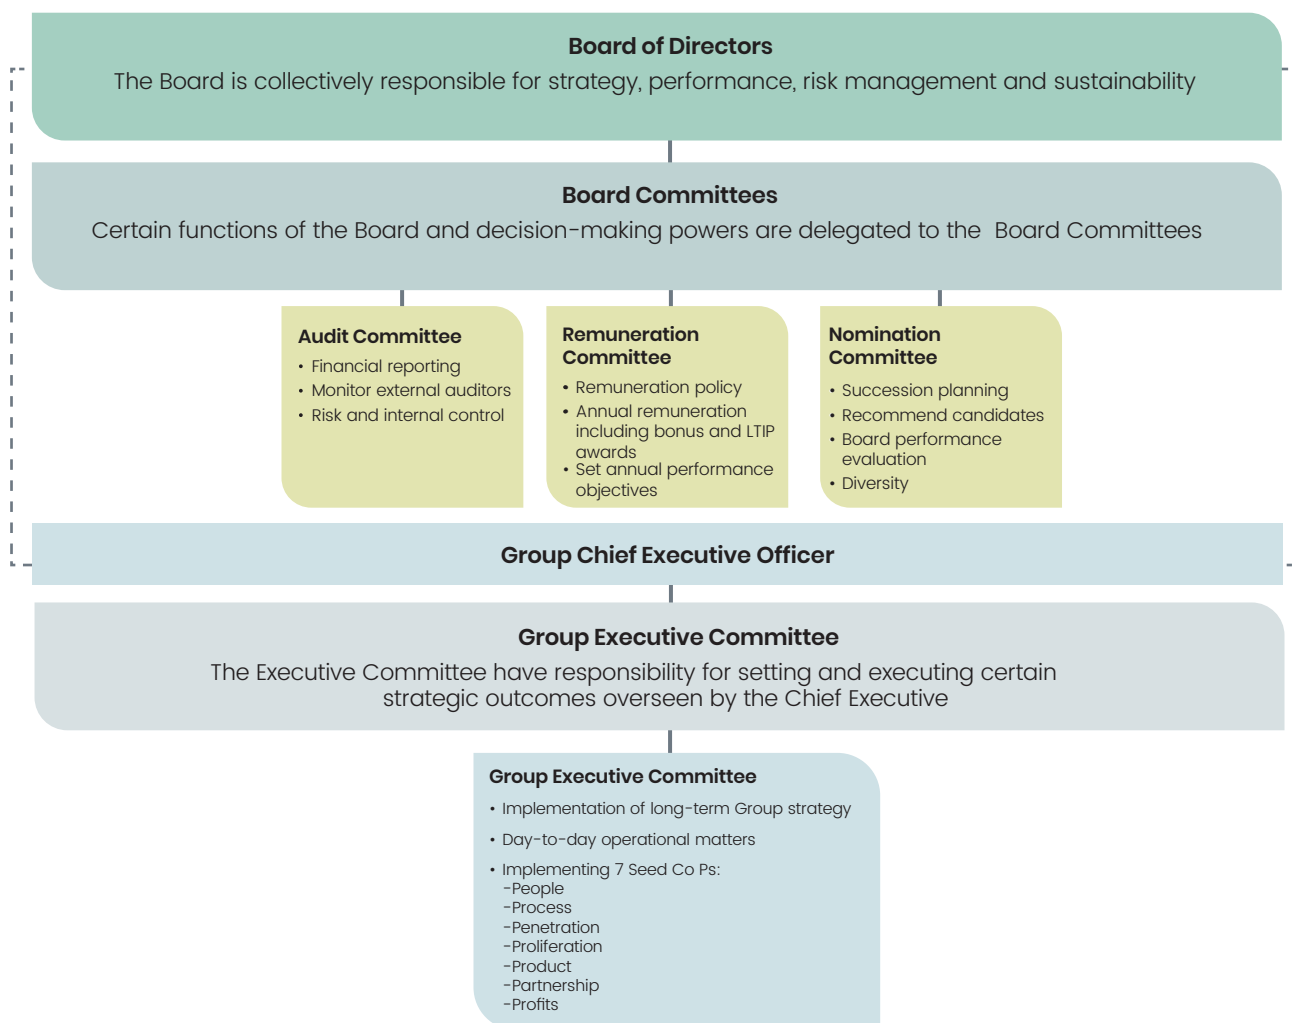 Board of Directors
The Board is collectively responsible for strategy, performance, risk management and sustainability
Board Committees
Certain functions of the Board and decision-making powers are delegated to the Board Committees
Audit Committee
• Financial reporting
• Monitor external auditors
• Risk and internal control
Remuneration
Committee
• Remuneration policy
• Annual remuneration
including bonus and LTIP
awards
• Set annual performance
objectives
Nomination
Committee
• Succession planning
• Recommend candidates
• Board performance
evaluation
• Diversity
Group Chief Executive Officer
Group Executive Committee
The Executive Committee have responsibility for setting and executing certain
strategic outcomes overseen by the Chief Executive
Group Executive Committee
• Implementation of long-term Group strategy
• Day-to-day operational matters
• Implementing 7 Seed Co Ps:
-People
-Process
-Penetration
-Proliferation
-Product
-Partnership
-Profits